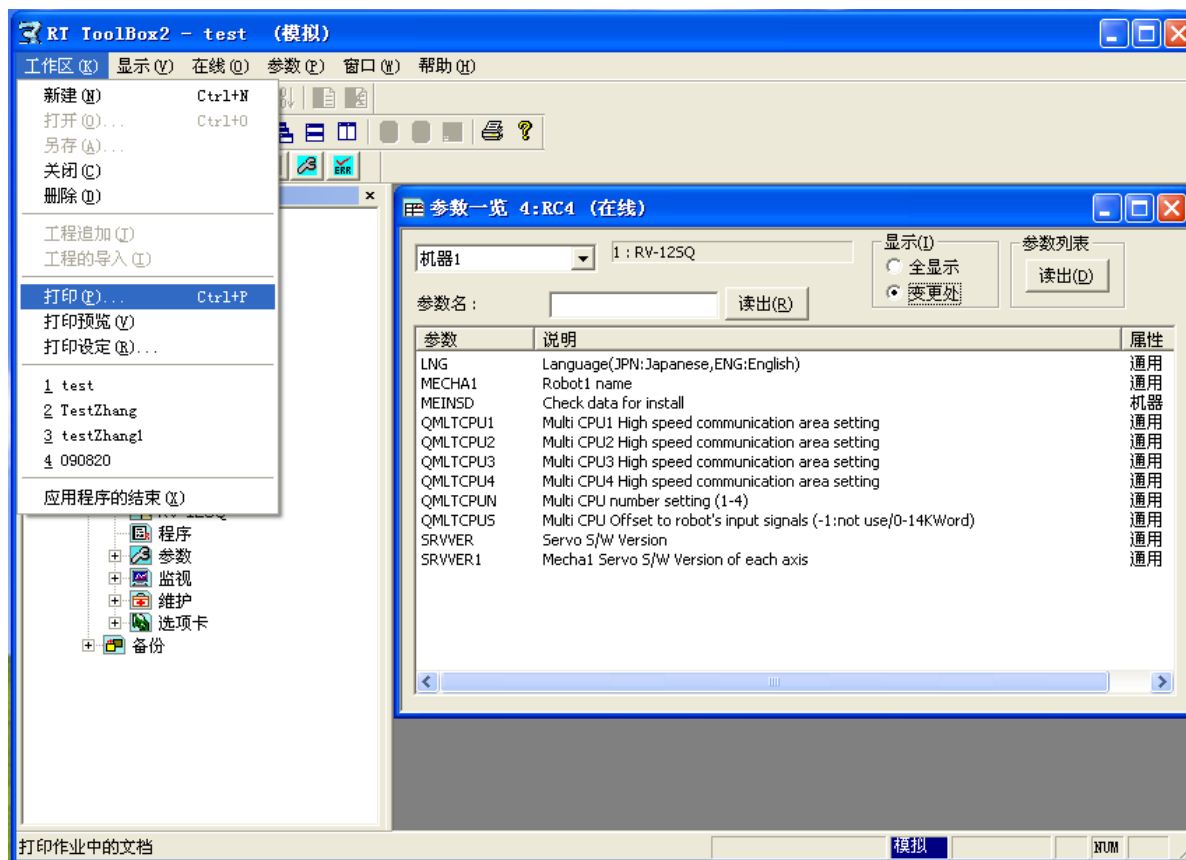 RT ToolBox2 - test (模拟)
工作区(K) 显示(V) 在线(O) 参数(P) 窗口(W) 帮助(H)
新建(N) Ctrl+N
打开(O)... Ctrl+O
另存(A)...
关闭(C)
删除(D)
工程追加(J)
工程的导入(I)
打印(P)... Ctrl+P
打印预览(V)
打印设定(R)...
1 test
2 TestZhang
3 testZhang1
4 090820
应用程序的结束(X)
RV-12SQ
程序
参数
监视
维护
选项卡
备份
ERR
参数一览 4:RC4 (在线)
机器1
1 : RV-12SQ
显示(I)
全显示
变更处
参数列表
读出(D)
参数名：
读出(R)
参数 说明 属性
LNG Language(JPN:Japanese,ENG:English) 通用
MECHA1 Robot1 name 通用
MEINSD Check data for install 机器
QMLTCPU1 Multi CPU1 High speed communication area setting 通用
QMLTCPU2 Multi CPU2 High speed communication area setting 通用
QMLTCPU3 Multi CPU3 High speed communication area setting 通用
QMLTCPU4 Multi CPU4 High speed communication area setting 通用
QMLTCPUN Multi CPU number setting (1-4) 通用
QMLTCPUS Multi CPU Offset to robot's input signals (-1:not use/0-14KWord) 通用
SRVVER Servo S/W Version 通用
SRVVER1 Mecha1 Servo S/W Version of each axis 通用
打印作业中的文档
模拟
NUM